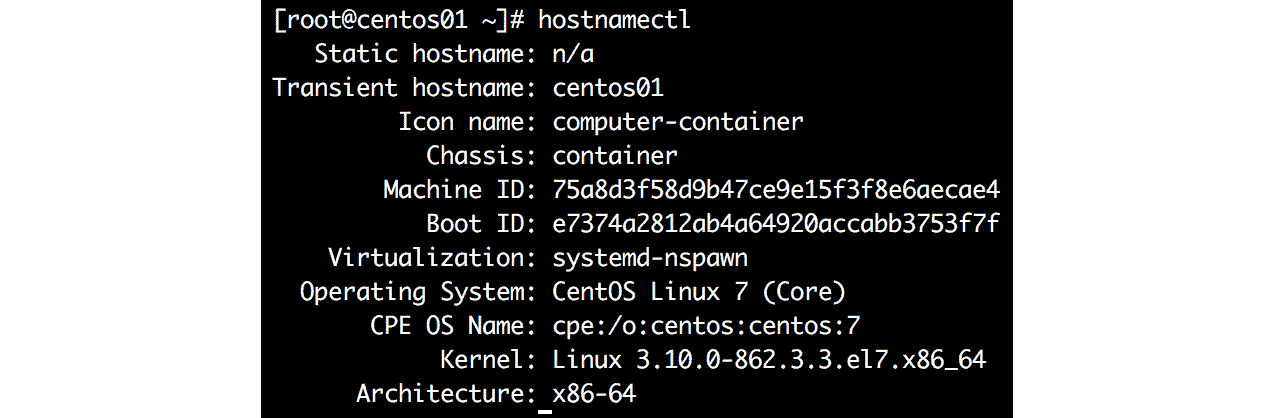 [root@centos01 ~]# hostnamectl
Static hostname: n/a
Transient hostname: centos01
Icon name: computer-container
Chassis: container
Machine ID: 75a8d3f58d9b47ce9e15f3f8e6aecae4
Boot ID: e7374a2812ab4a64920accabb3753f7f
Virtualization: systemd-nspawn
Operating System: CentOS Linux 7 (Core)
CPE OS Name: cpe:/o:centos:centos:7
Kernel: Linux 3.10.0-862.3.3.el7.x86_64
Architecture: x86-64